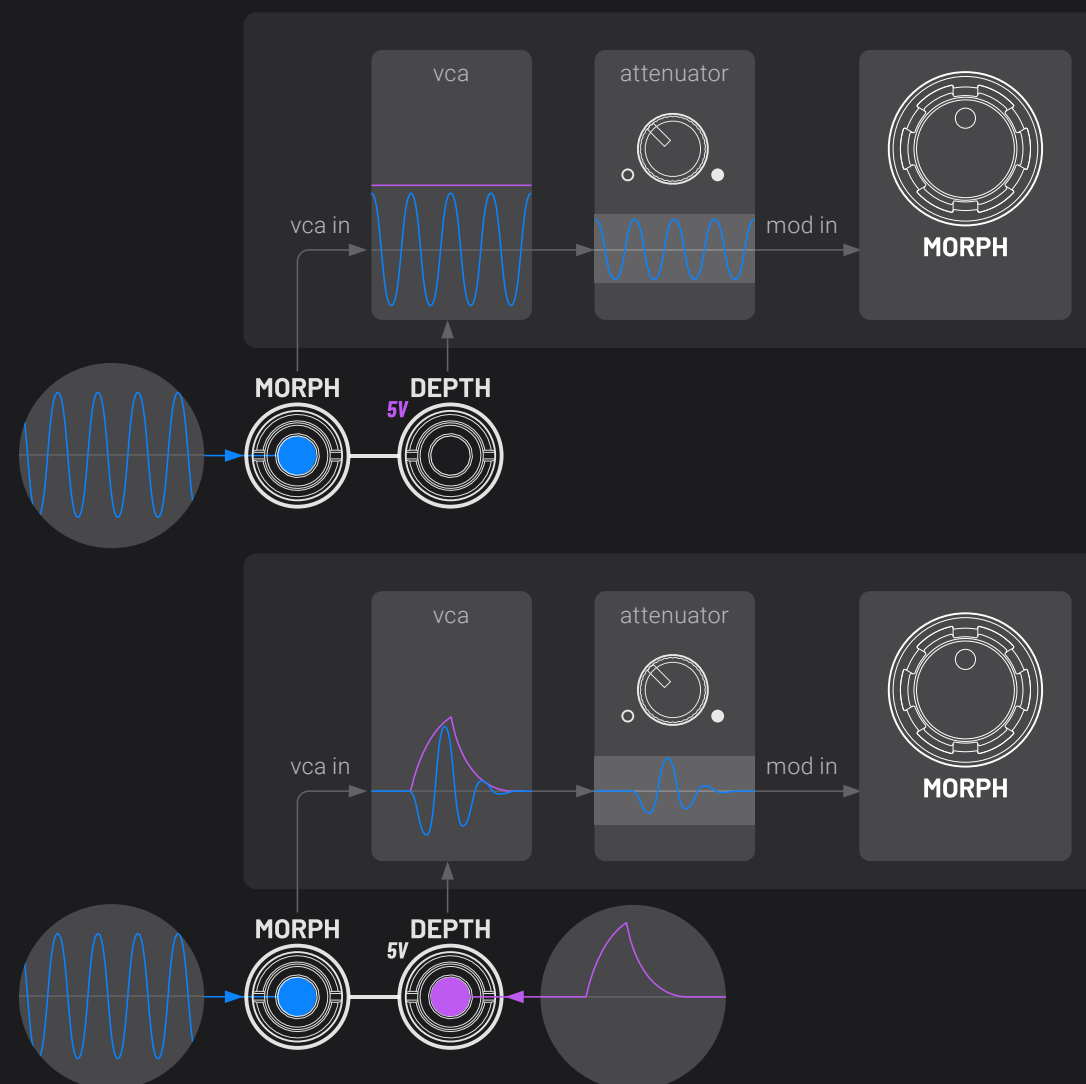 vca
attenuator
vca in
mod in
MORPH
MORPH
DEPTH
5V
vca
attenuator
vca in
mod in
MORPH
MORPH
DEPTH
5V